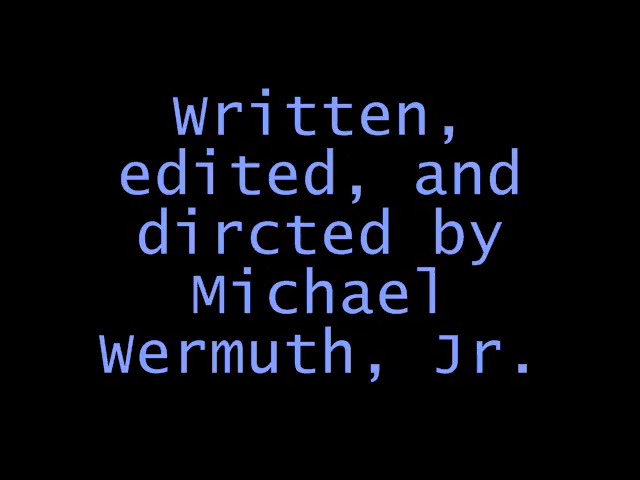 Written,
edited, and
dircted by
Michael
Wermuth, Jr.